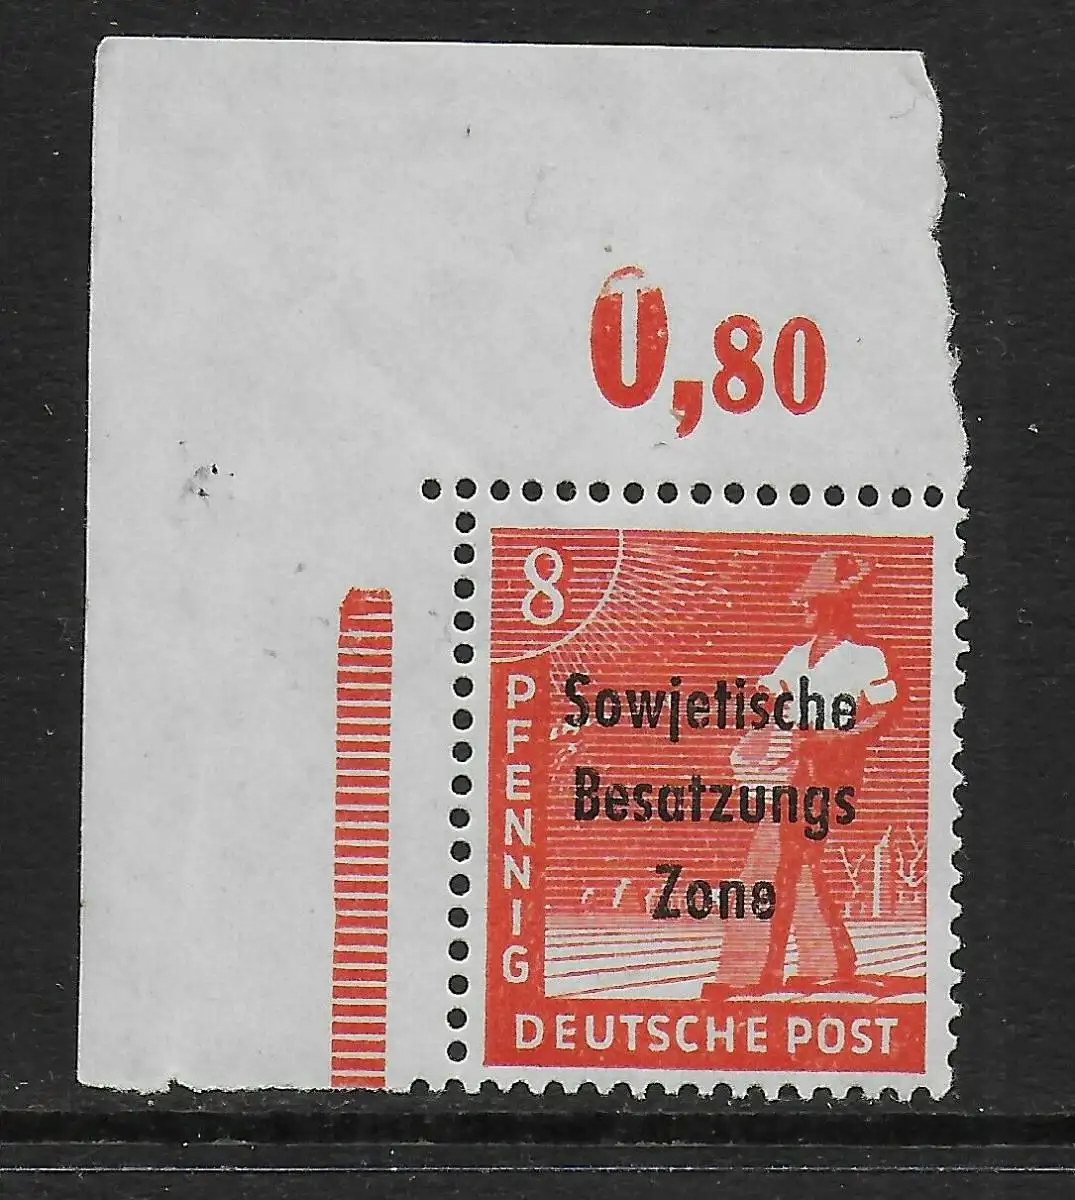 0,80
8
PFENNIG
Sowjetische
Besatzungs
Zone
DEUTSCHE POST